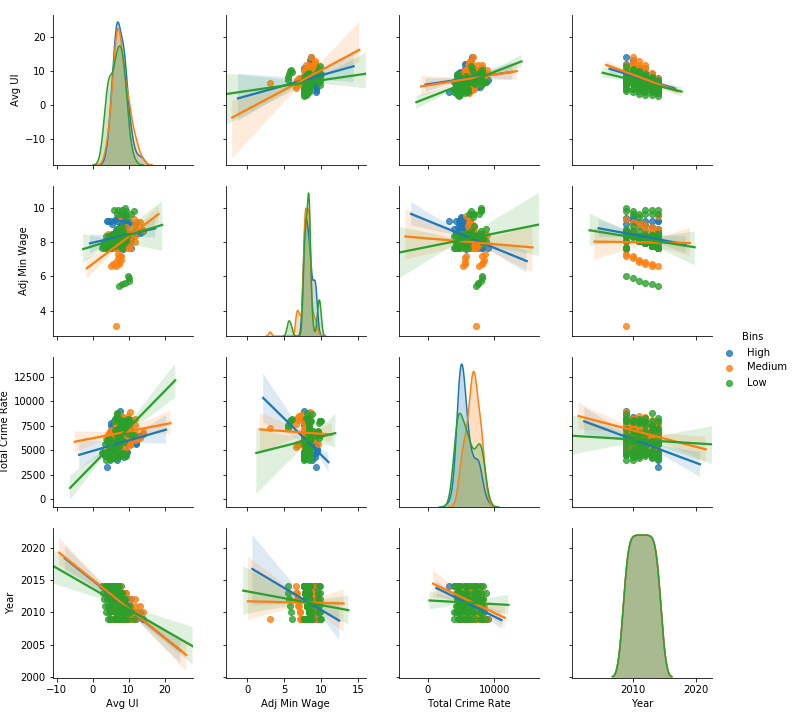 20
10
0
−10
Avg UI
10
8
6
4
Adj Min Wage
Bins
High
Medium
Low
12500
10000
7500
5000
2500
0
Total Crime Rate
2020
2015
2010
2005
2000
Year
−10 0 10 20
Avg UI
0 5 10 15
Adj Min Wage
0 10000
Total Crime Rate
2010 2020
Year